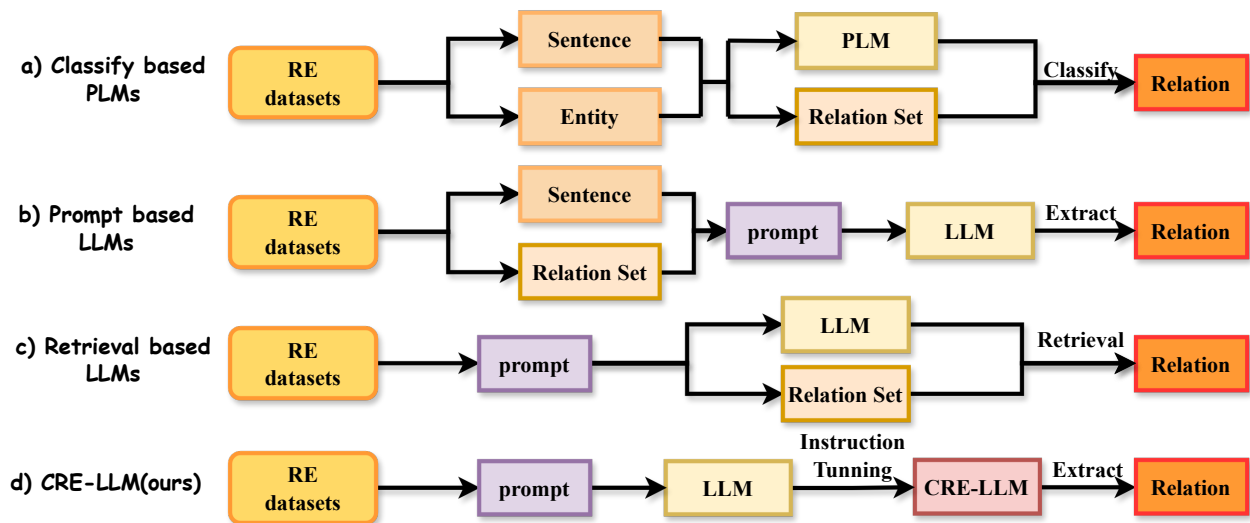 a) Classify based
PLMs
RE
datasets
Sentence
Entity
PLM
Relation Set
Classify
Relation
b) Prompt based
LLMs
RE
datasets
Sentence
Relation Set
prompt
LLM
Extract
Relation
c) Retrieval based
LLMs
RE
datasets
prompt
LLM
Relation Set
Retrieval
Relation
d) CRE-LLM(ours)
RE
datasets
prompt
LLM
Instruction
Tunning
CRE-LLM
Extract
Relation